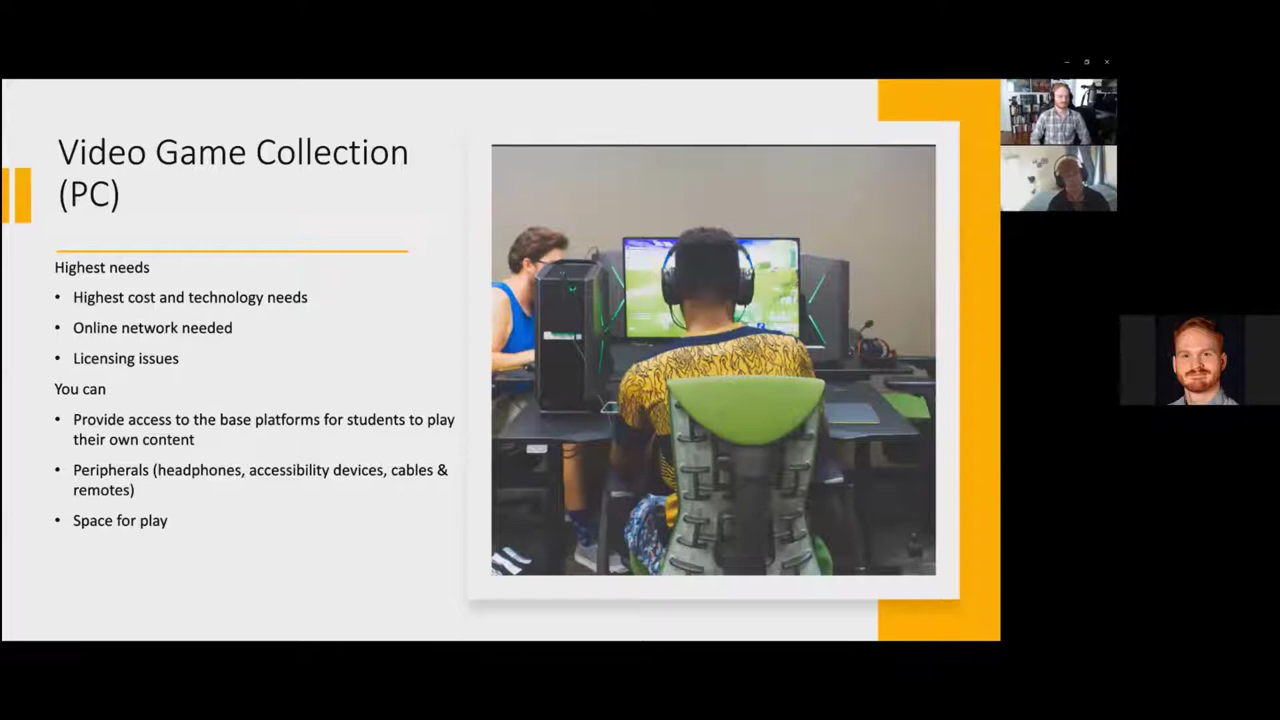 Video Game Collection
(PC)
Highest needs
• Highest cost and technology needs
• Online network needed
• Licensing issues
You can
• Provide access to the base platforms for students to play
their own content
• Peripherals (headphones, accessibility devices, cables &
remotes)
• Space for play